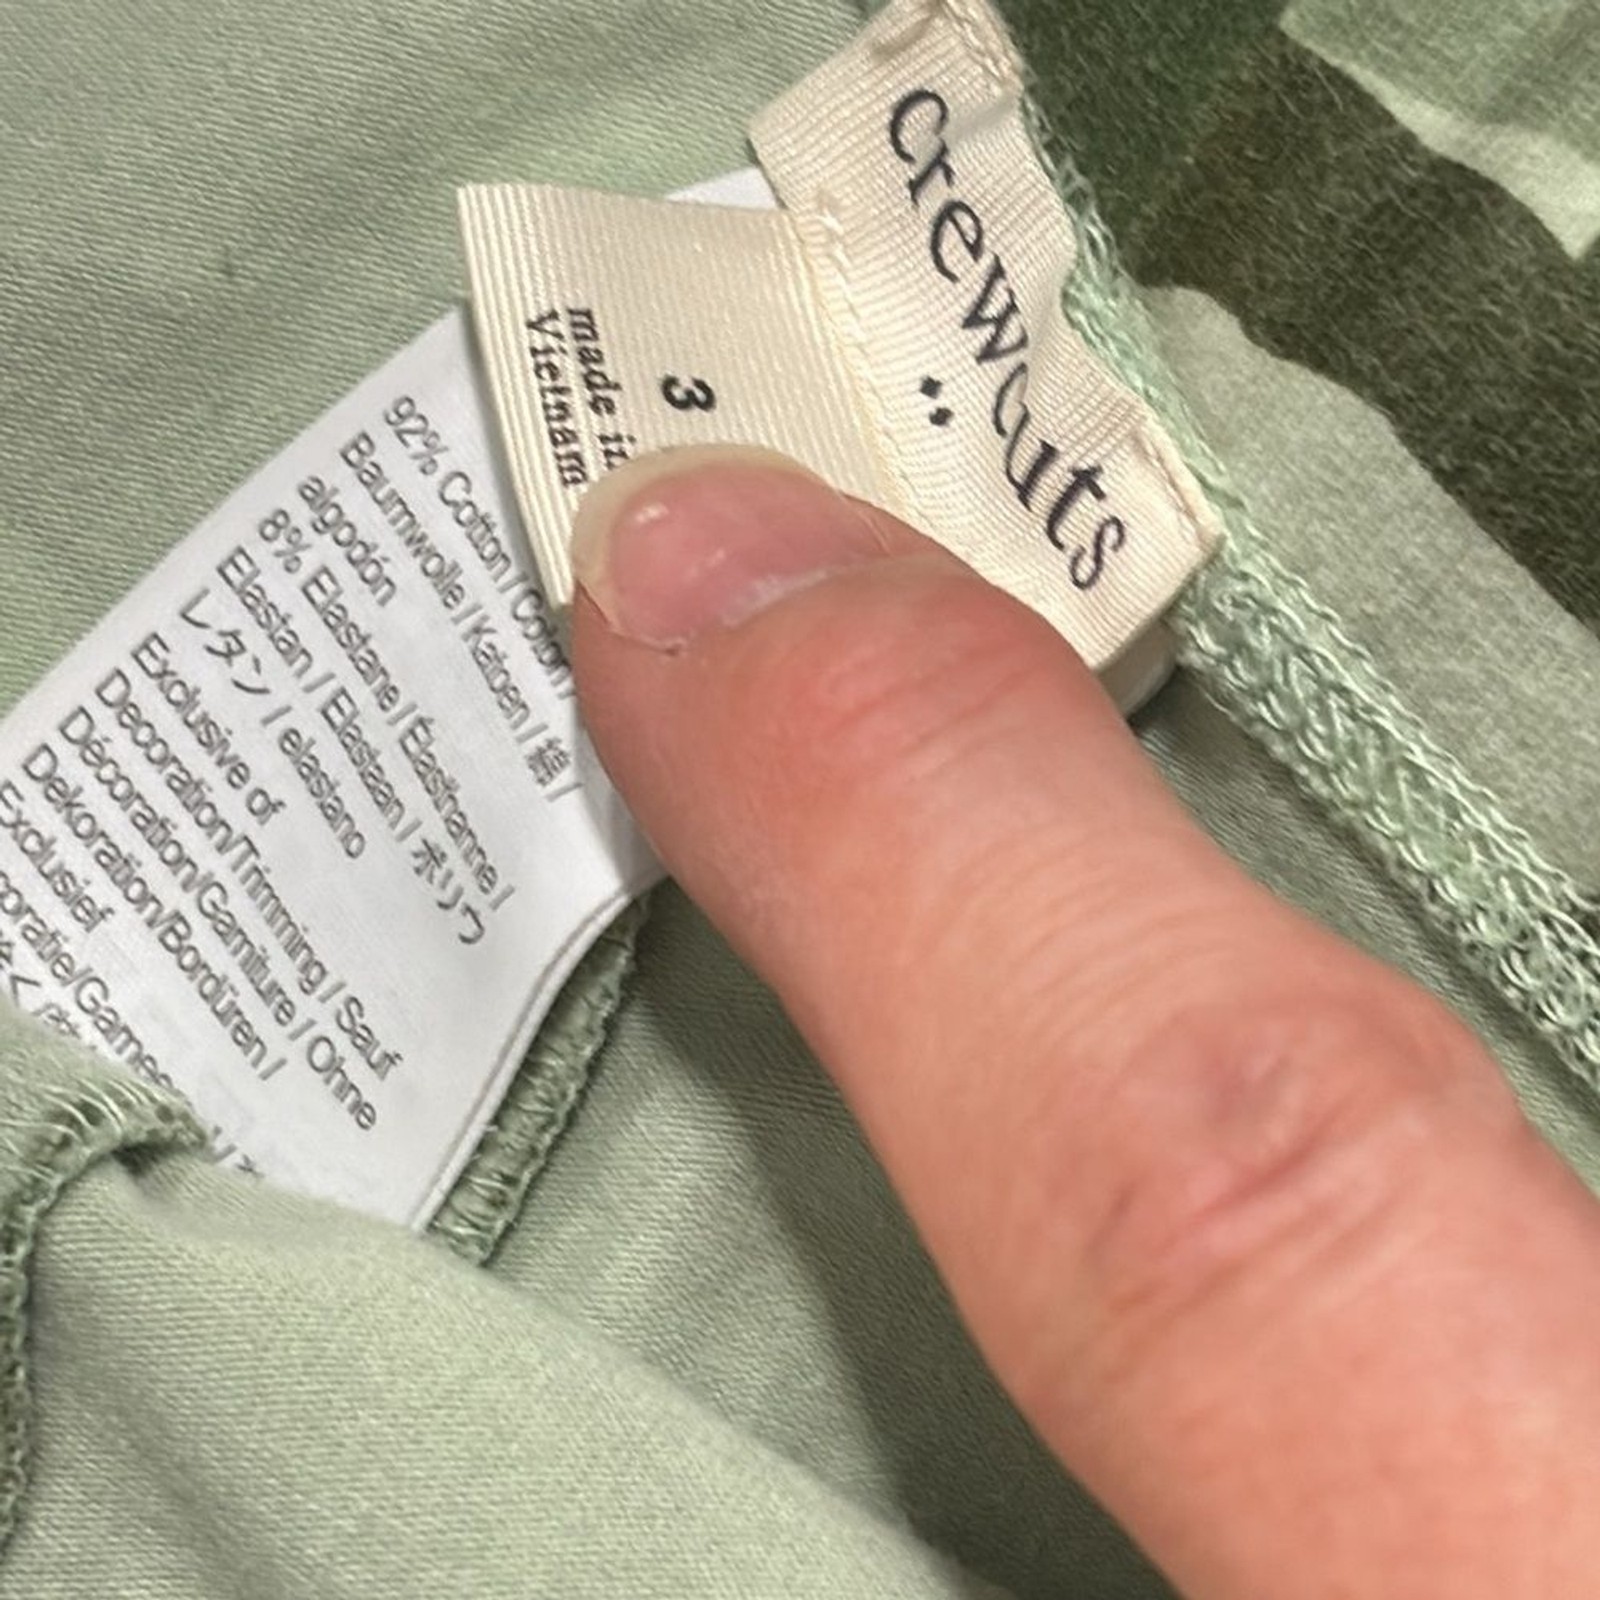 crewcuts
3
made in
Vietnam
92% Cotton / Coton /
Baumwolle / Katoen / 綿 /
algodón
8% Elastane / Élasthanne /
Elastan / Elastaan / ポリウ
レタン / elastano
Exclusive of
Decoration/Trimming / Sauf
Décoration/Garniture / Ohne
Dekoration/Bordüren /
Exclusief